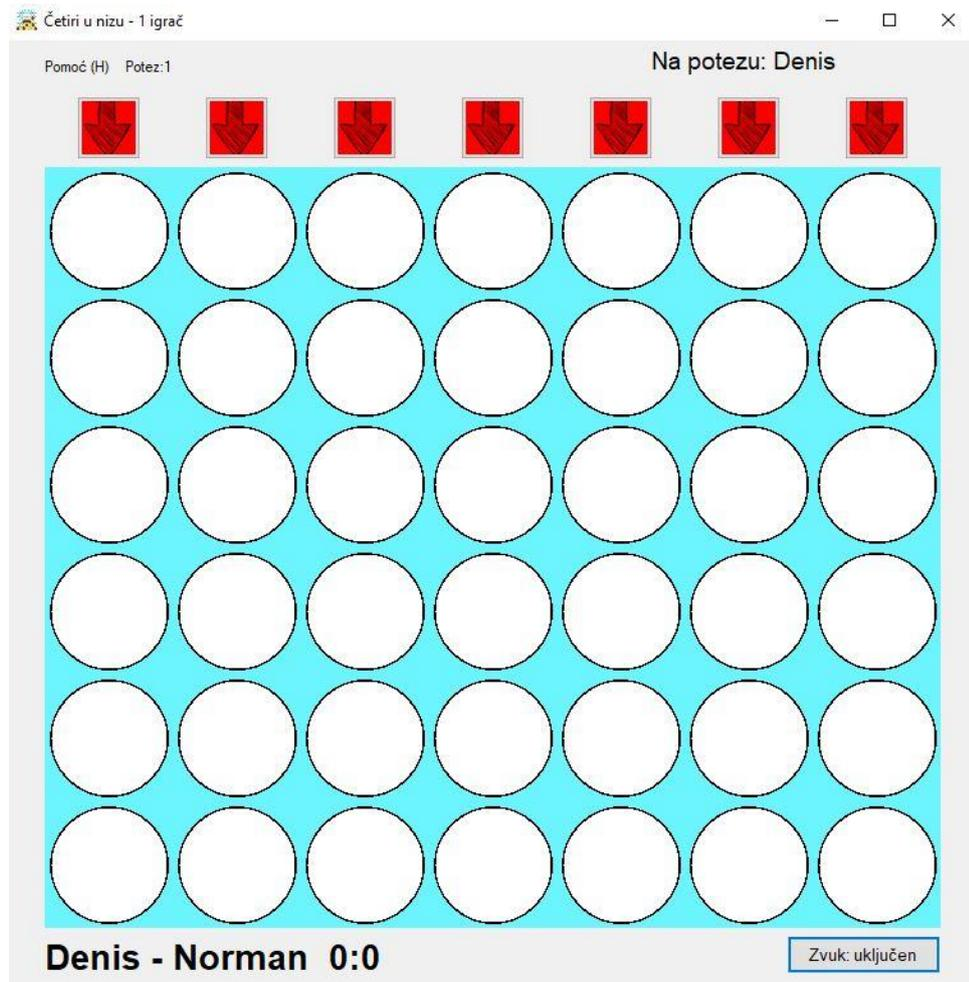 Četiri u nizu - 1 igrač
Pomoć (H) Potez:1
Na potezu: Denis
Denis - Norman 0:0
Zvuk: uključen